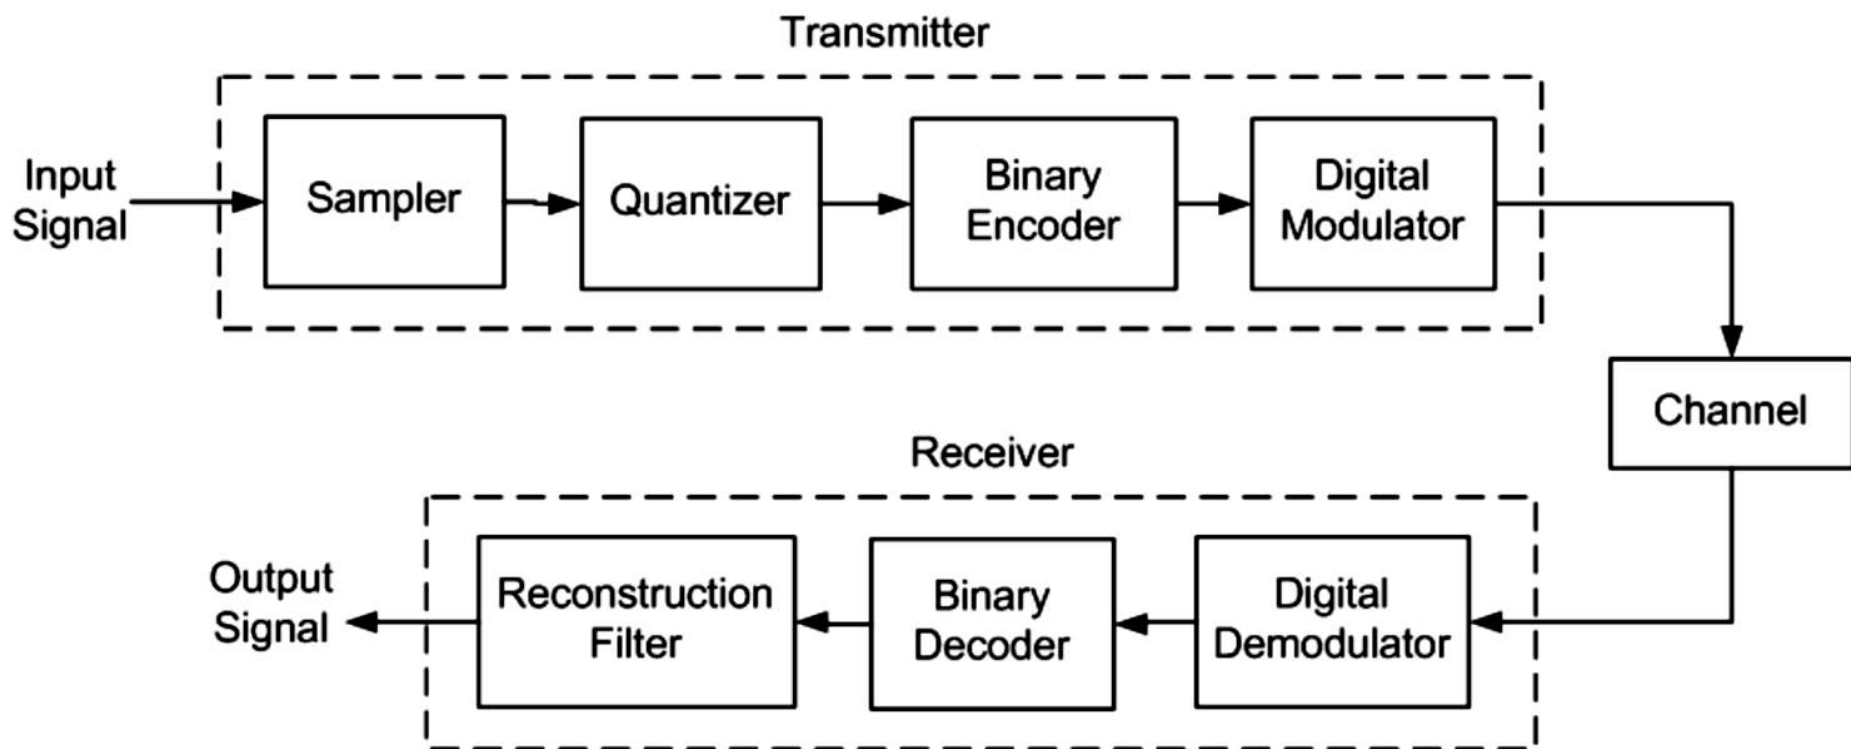 Transmitter
Input
Signal
Sampler
Quantizer
Binary
Encoder
Digital
Modulator
Channel
Receiver
Output
Signal
Reconstruction
Filter
Binary
Decoder
Digital
Demodulator